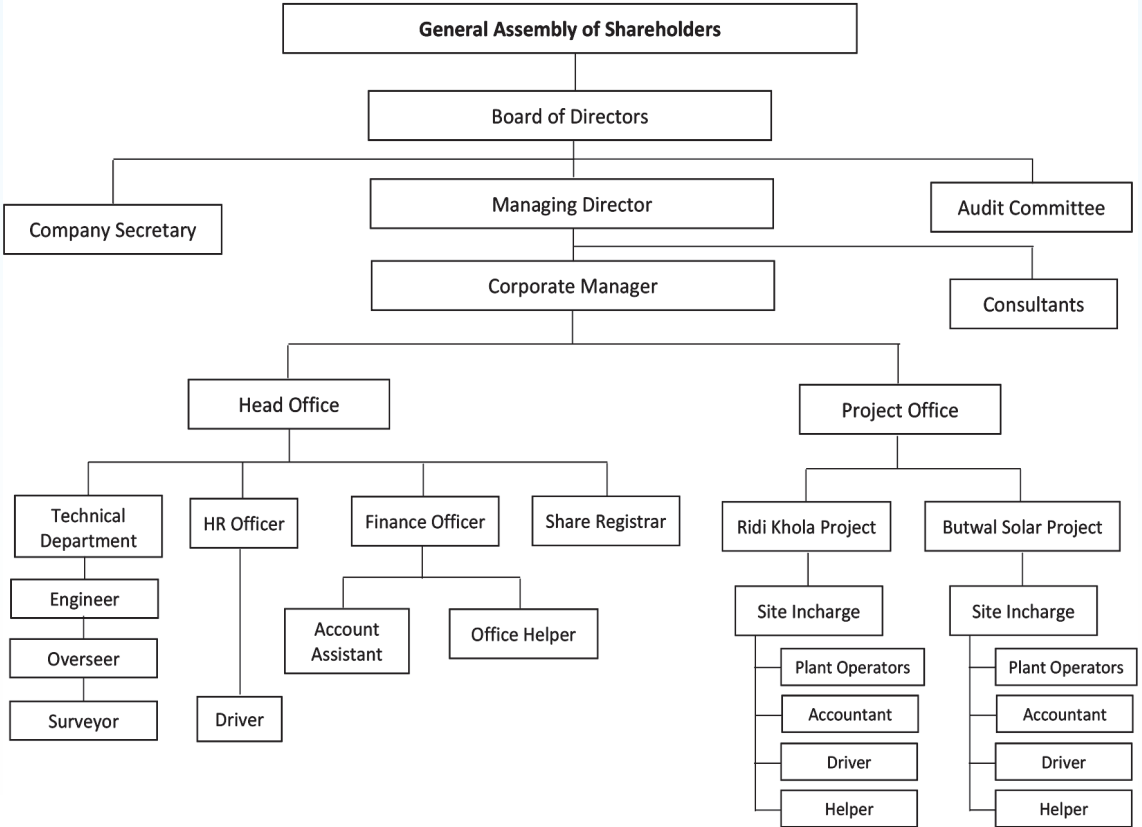 General Assembly of Shareholders
Board of Directors
Company Secretary
Managing Director
Audit Committee
Corporate Manager
Consultants
Head Office
Project Office
Technical
Department
HR Officer
Finance Officer
Share Registrar
Ridi Khola Project
Butwal Solar Project
Engineer
Overseer
Surveyor
Driver
Account
Assistant
Office Helper
Site Incharge
Plant Operators
Accountant
Driver
Helper
Site Incharge
Plant Operators
Accountant
Driver
Helper